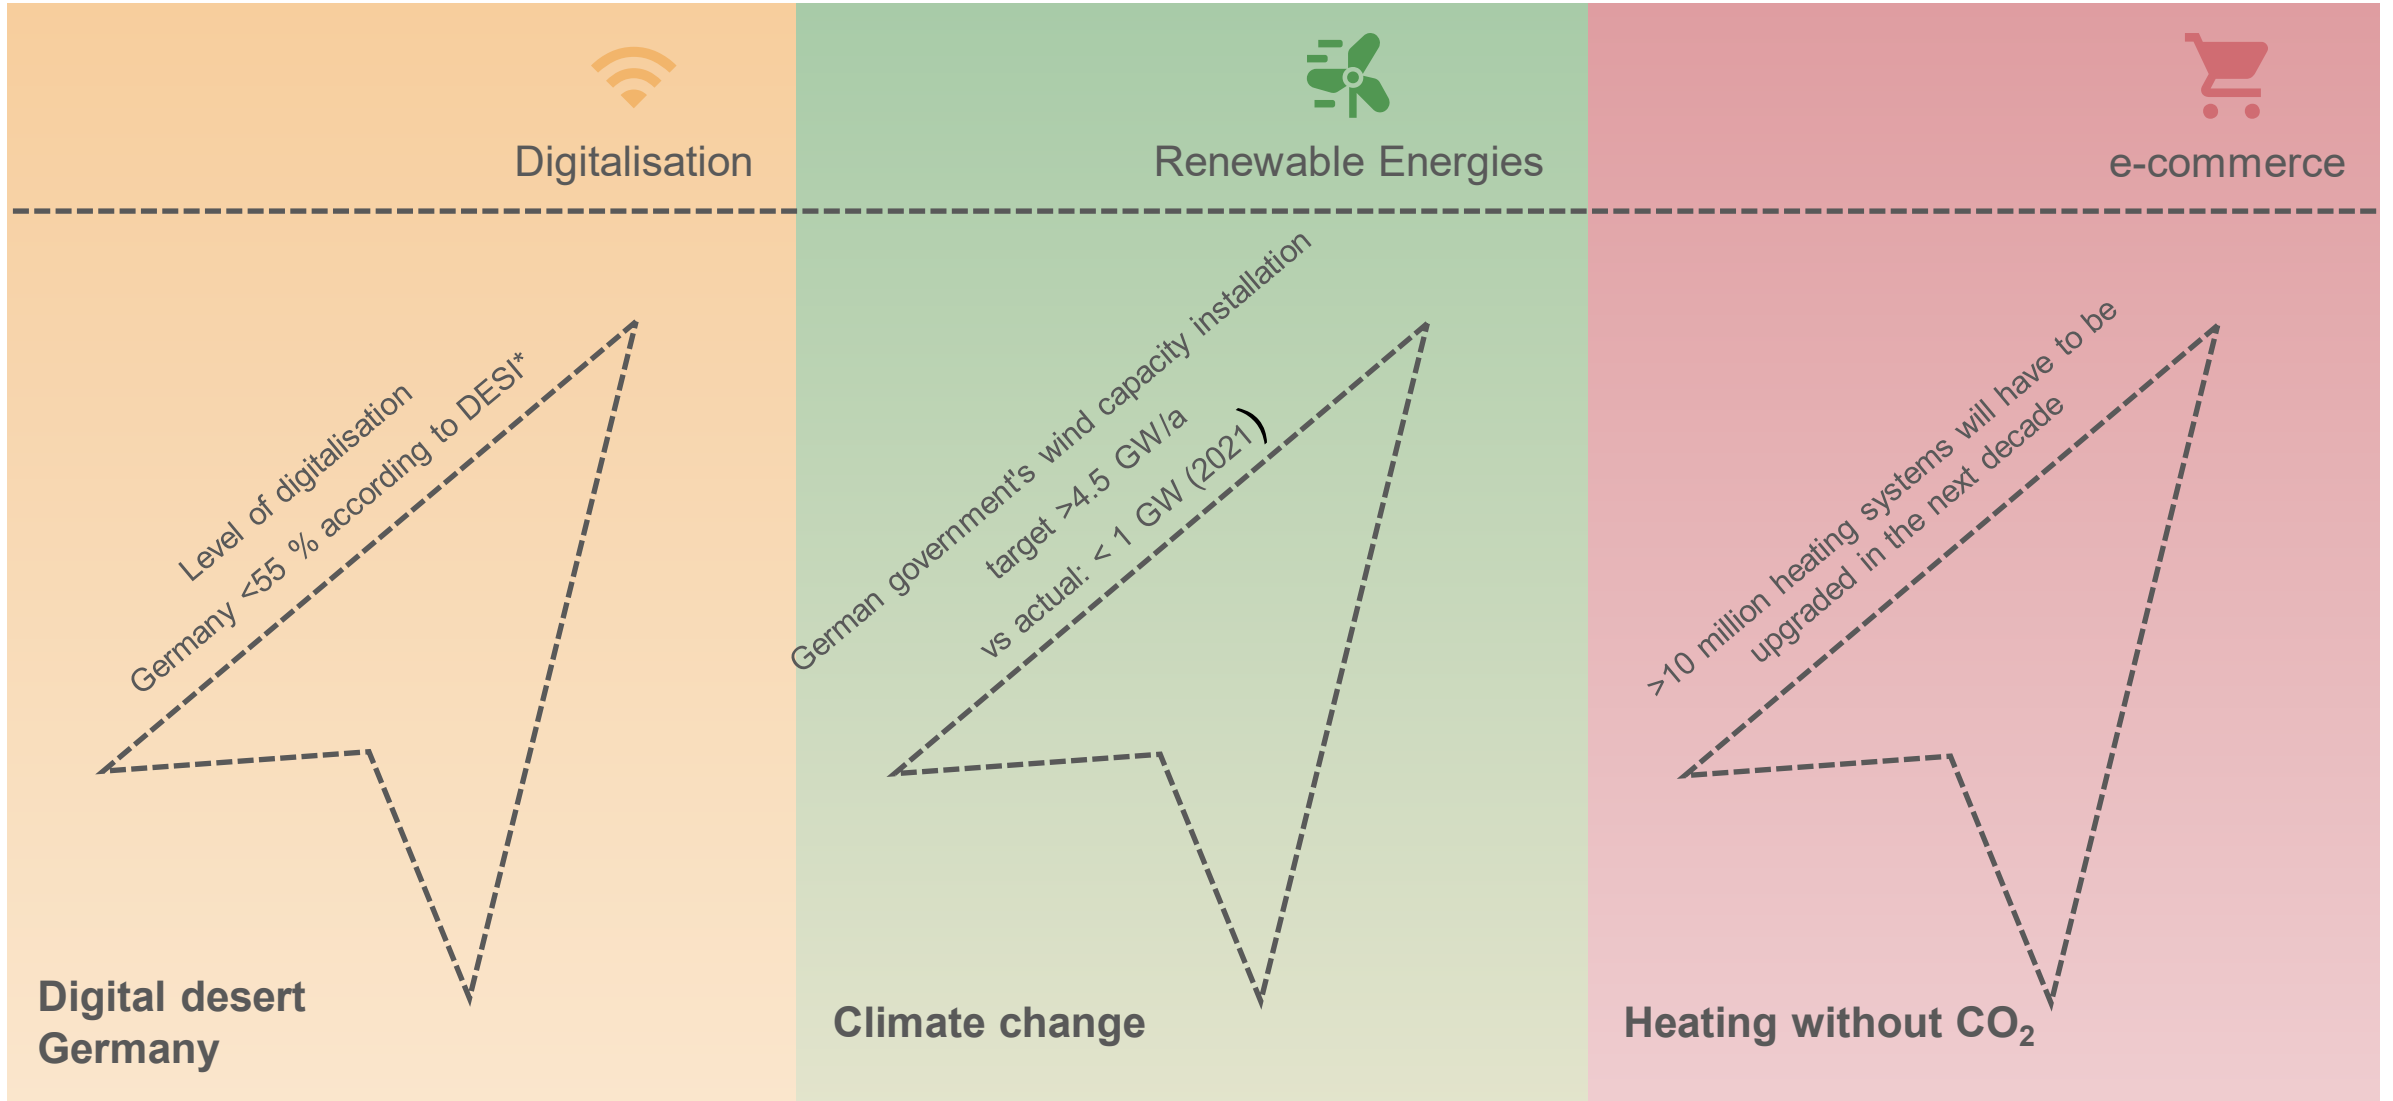 Digitalisation
Level of digitalisation
Germany <55 % according to DESI*
Digital desert
Germany
Renewable Energies
German government's wind capacity installation
target >4.5 GW/a
vs actual: < 1 GW (2021)
Climate change
e-commerce
>10 million heating systems will have to be
upgraded in the next decade
Heating without CO₂